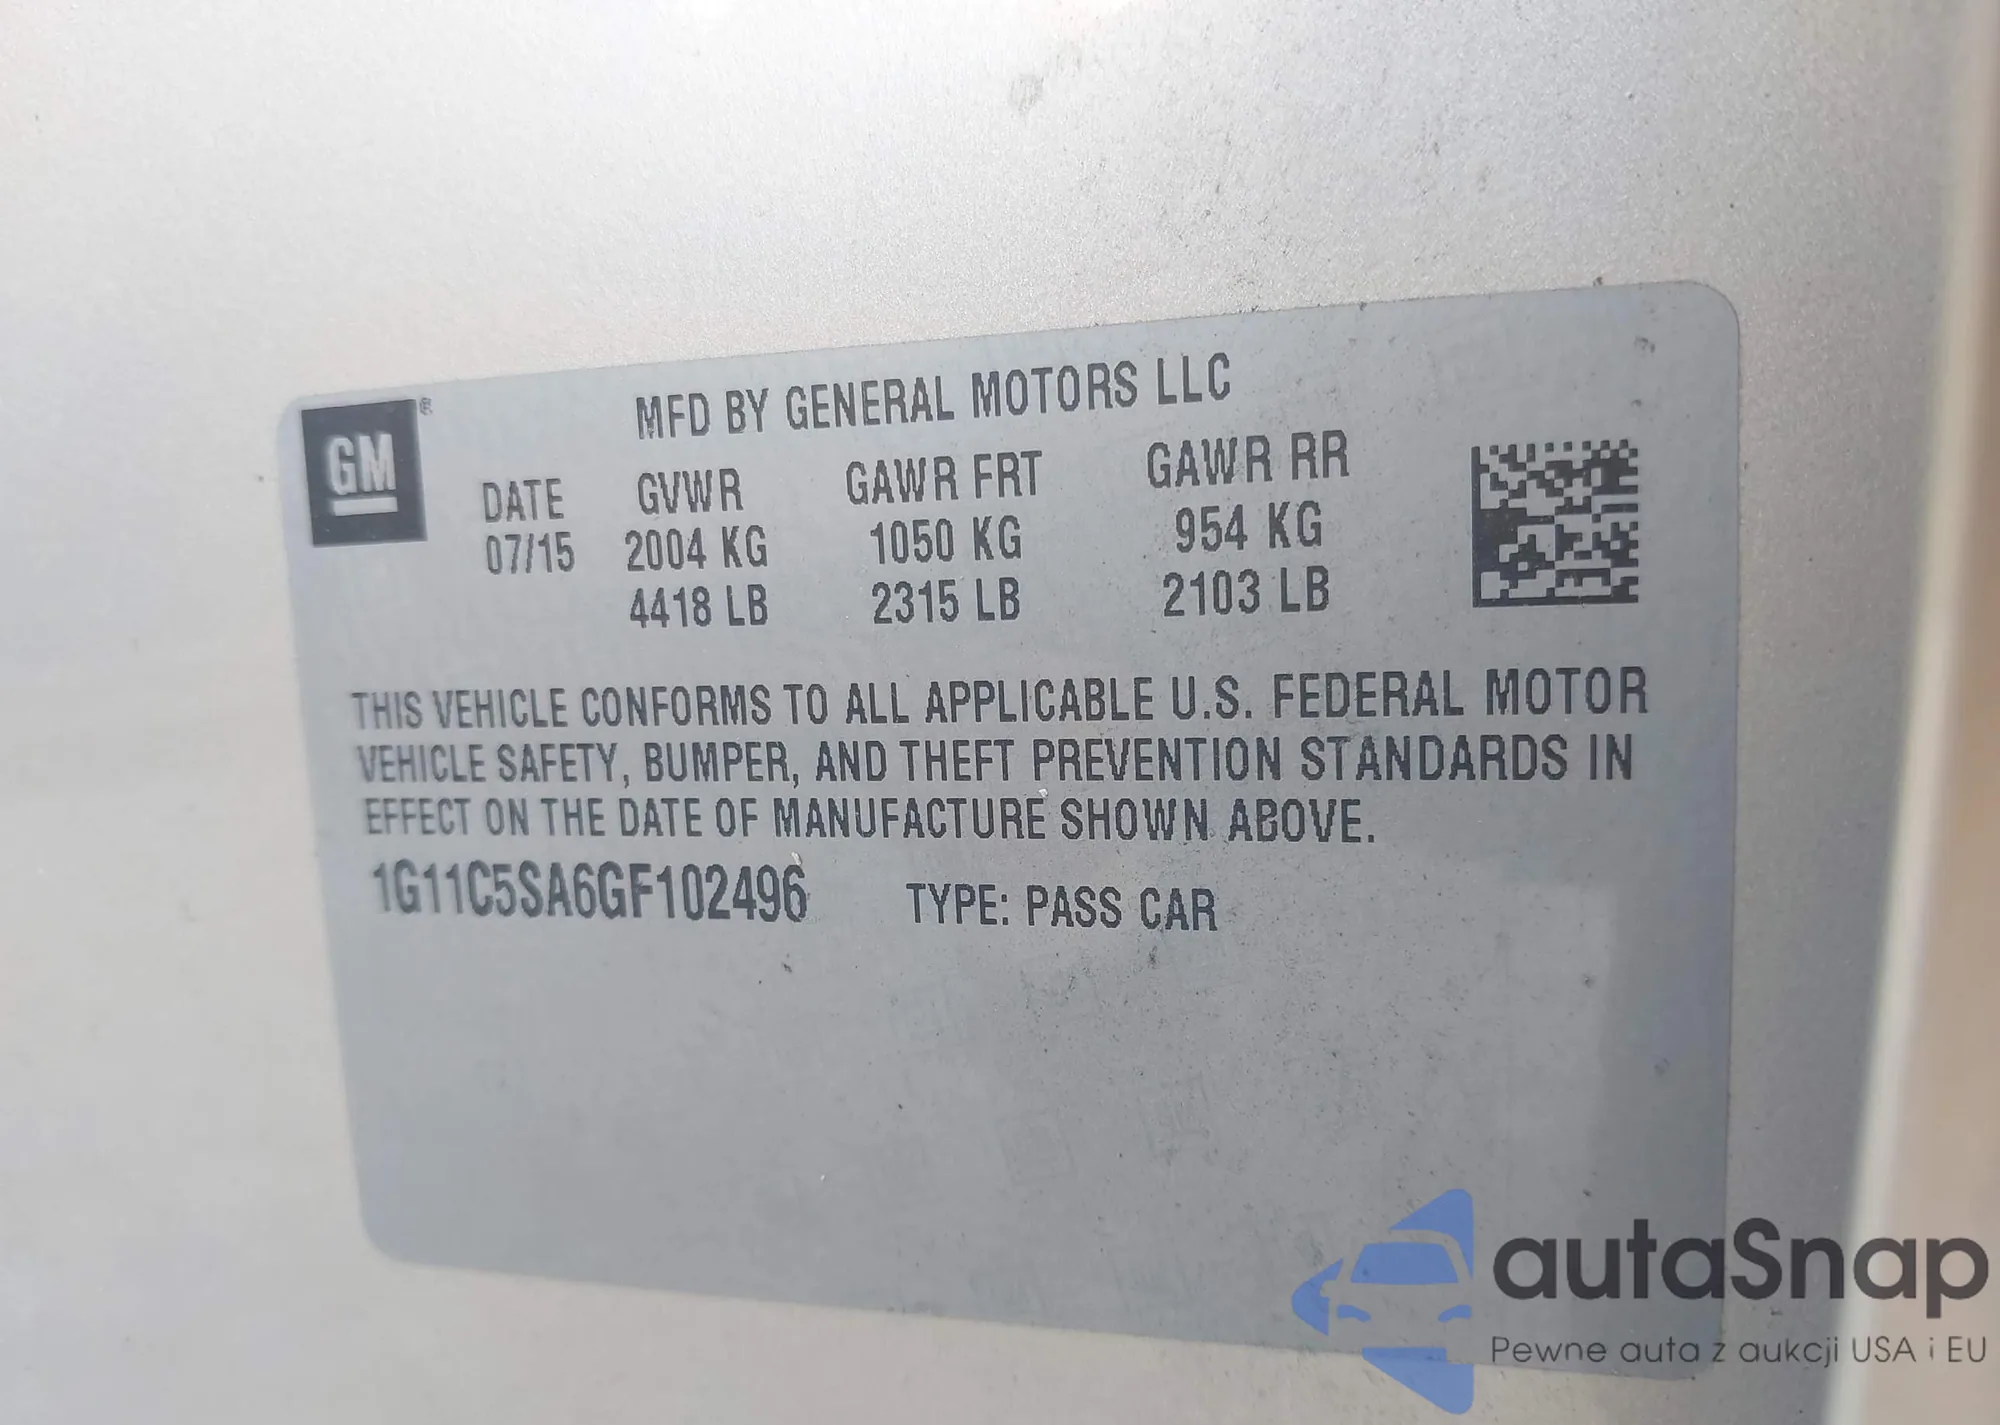 GM
MFD BY GENERAL MOTORS LLC
DATE GVWR GAWR FRT GAWR RR
07/15 2004 KG 1050 KG 954 KG
4418 LB 2315 LB 2103 LB
THIS VEHICLE CONFORMS TO ALL APPLICABLE U.S. FEDERAL MOTOR
VEHICLE SAFETY, BUMPER, AND THEFT PREVENTION STANDARDS IN
EFFECT ON THE DATE OF MANUFACTURE SHOWN ABOVE.
1G11C5SA6GF102496 TYPE: PASS CAR
autaSnap
Pewne auta z aukcji USA i EU